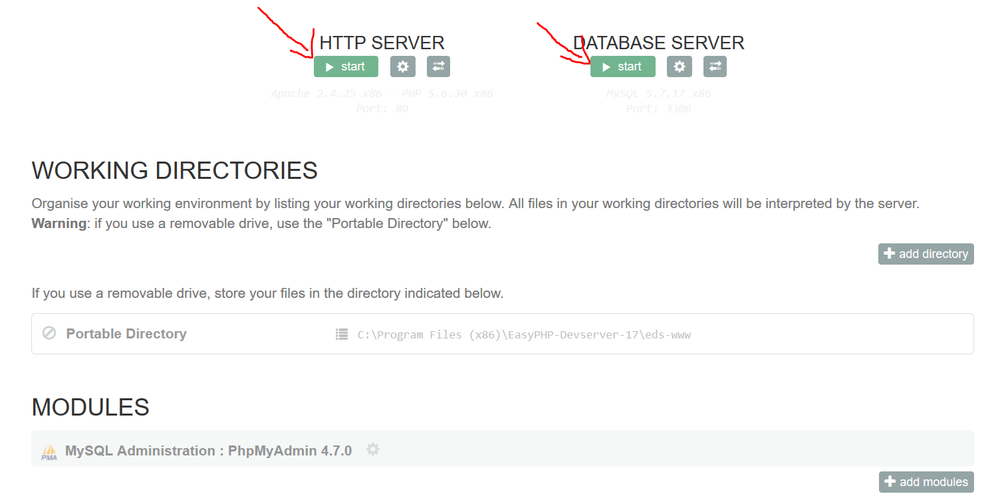 HTTP SERVER
DATABASE SERVER
start
start
Apache 2.4.25 x86 - PHP 5.6.30 x86
MySQL 5.7.17 x86
Port: 80
Port: 3306
WORKING DIRECTORIES
Organise your working environment by listing your working directories below. All files in your working directories will be interpreted by the server.
Warning: if you use a removable drive, use the "Portable Directory" below.
add directory
If you use a removable drive, store your files in the directory indicated below.
Portable Directory
C:\Program Files (x86)\EasyPHP-Devserver-17\eds-www
MODULES
PMA
MySQL Administration : PhpMyAdmin 4.7.0
add modules